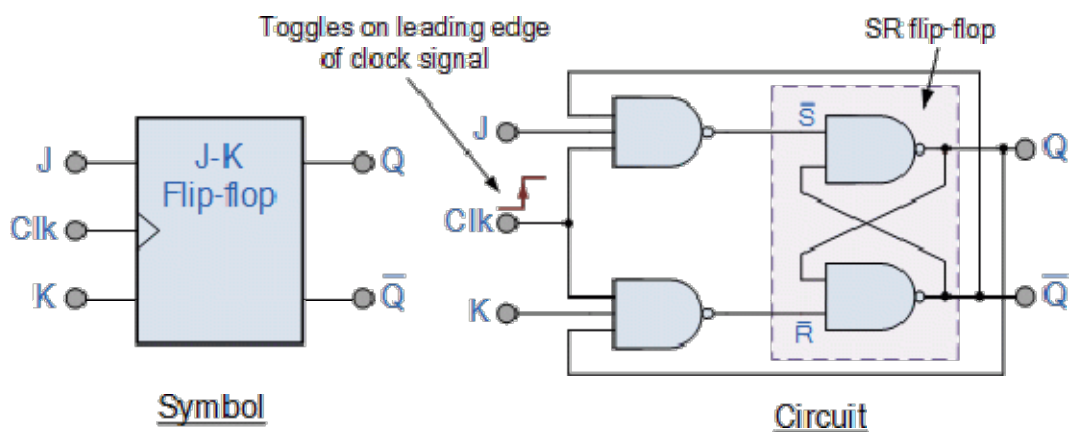 Toggles on leading edge
of clock signal
SR flip-flop
J
J-K
Flip-flop
Q
Clk
K
Q̅
Symbol
J
Clk
K
S̅
R̅
Q
Q̅
Circuit